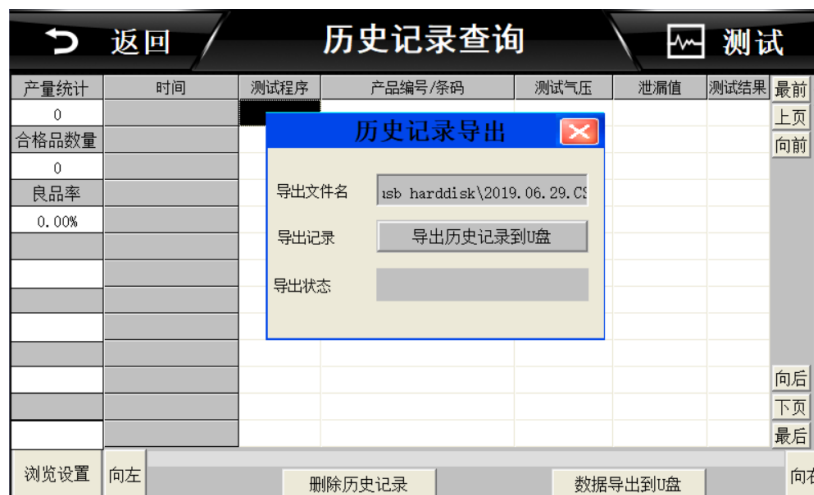 返回
历史记录查询
测试
产量统计 时间 测试程序 产品编号/条码 测试气压 泄漏值 测试结果 最前
0
上页
合格品数量
向前
0
良品率
0.00%
历史记录导出
导出文件名 usb harddisk\2019.06.29.CS
导出记录 导出历史记录到U盘
导出状态
向后
下页
最后
浏览设置 向左 删除历史记录 数据导出到U盘 向右